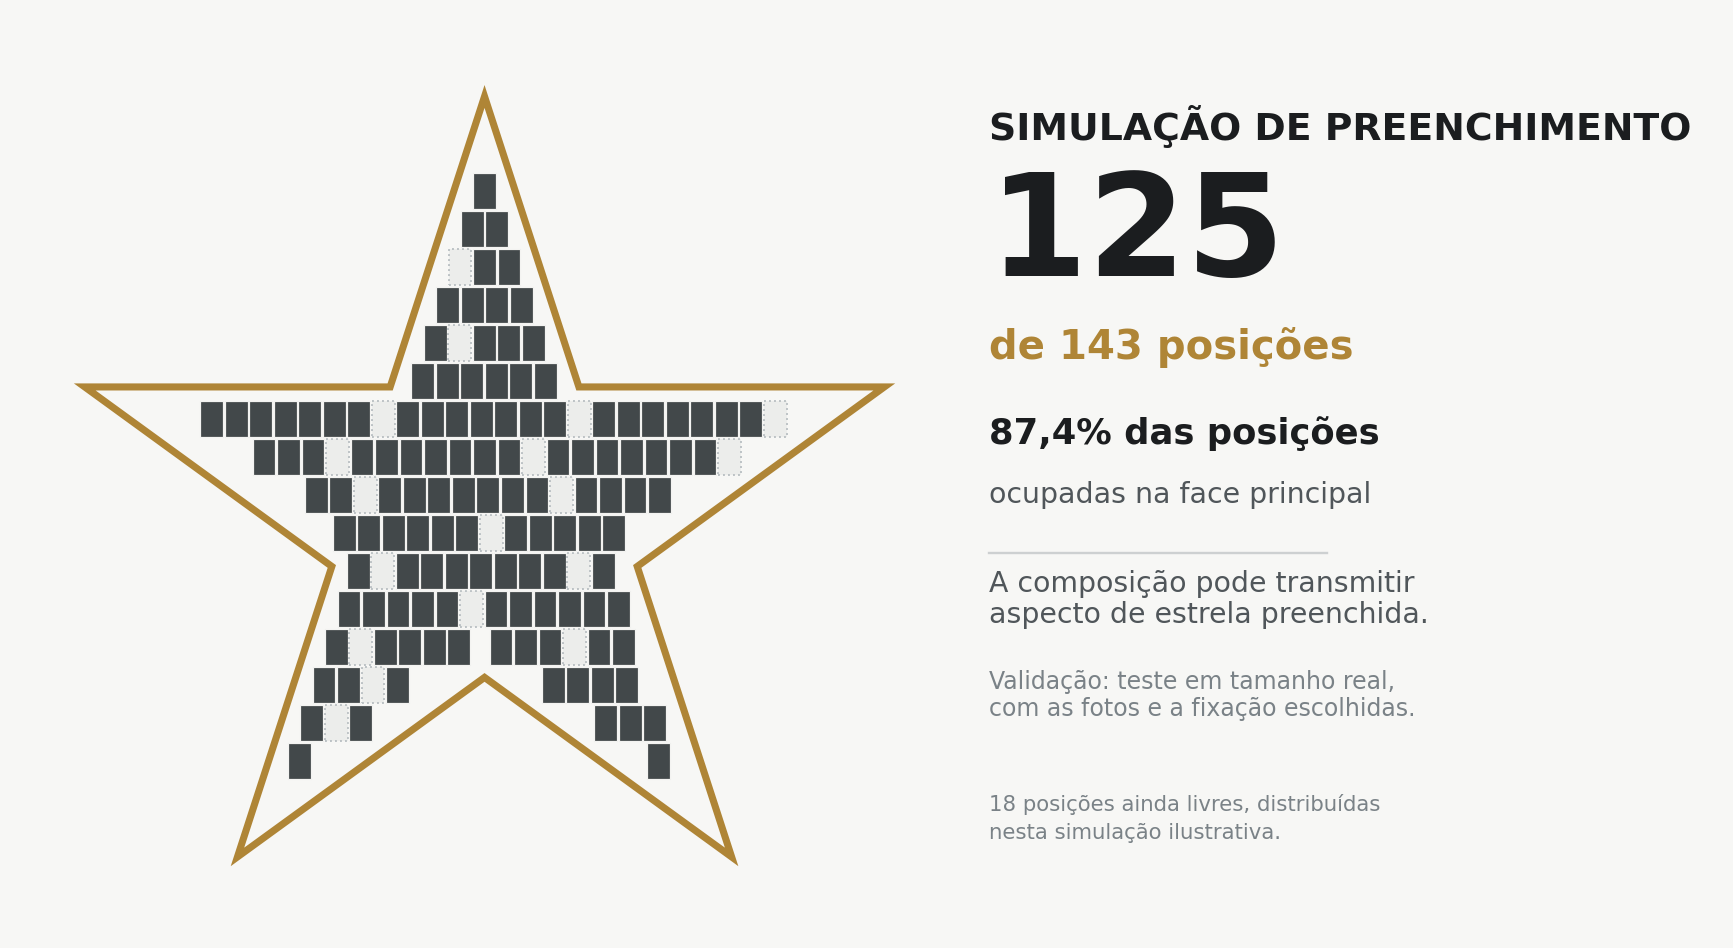 SIMULAÇÃO DE PREENCHIMENTO
125
de 143 posições
87,4% das posições
ocupadas na face principal
A composição pode transmitir
aspecto de estrela preenchida.
Validação: teste em tamanho real,
com as fotos e a fixação escolhidas.
18 posições ainda livres, distribuídas
nesta simulação ilustrativa.